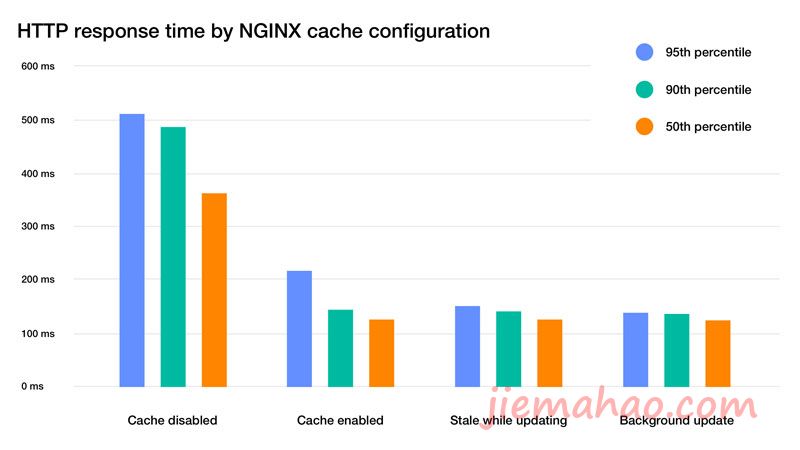 HTTP response time by NGINX cache configuration
95th percentile
90th percentile
50th percentile
600 ms
500 ms
400 ms
300 ms
200 ms
100 ms
0 ms
Cache disabled
Cache enabled
Stale while updating
Background update
jiemahao.com